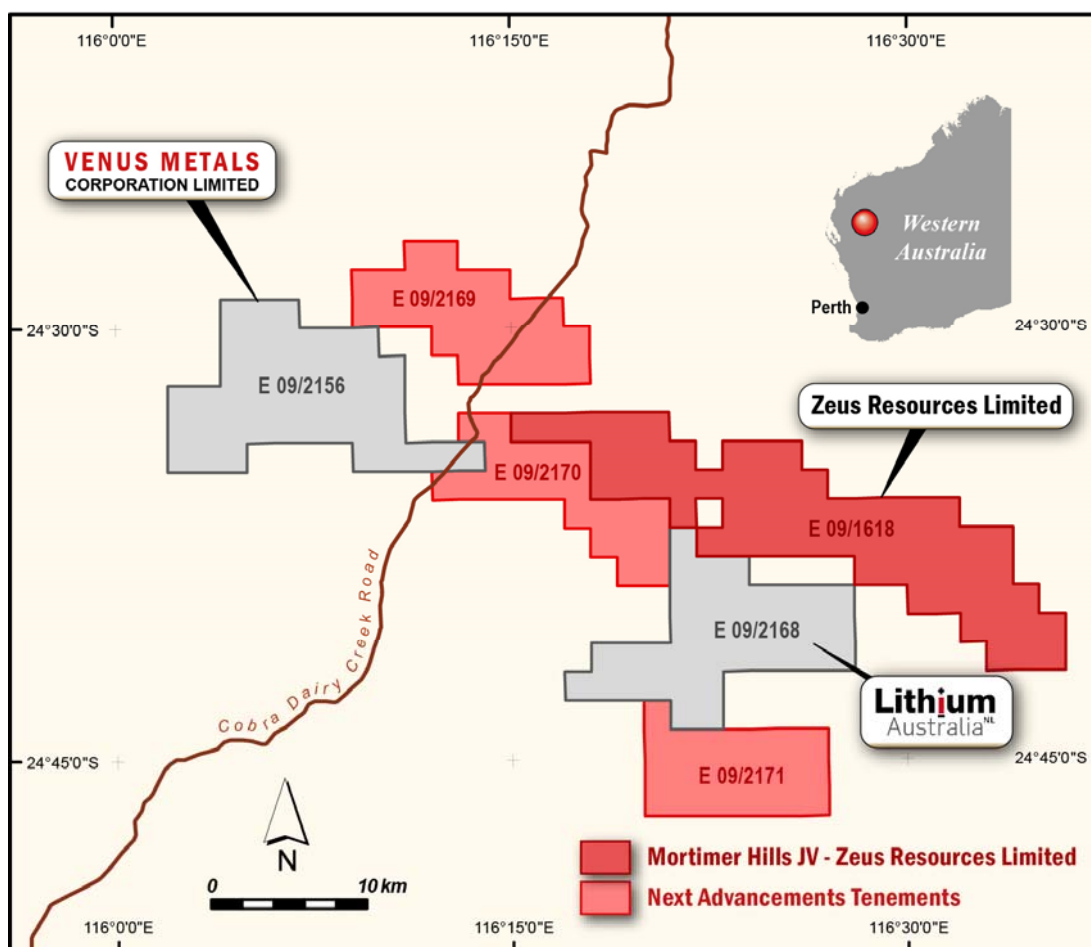 116°0'0"E
116°15'0"E
116°30'0"E
VENUS METALS
CORPORATION LIMITED
Western
Australia
Perth
24°30'0"S
24°30'0"S
E 09/2169
E 09/2156
Zeus Resources Limited
E 09/2170
E 09/1618
E 09/2168
Lithium
Australia NL
Cobra Dairy Creek Road
24°45'0"S
24°45'0"S
E 09/2171
N
0 10 km
Mortimer Hills JV - Zeus Resources Limited
Next Advancements Tenements
116°0'0"E
116°15'0"E
116°30'0"E